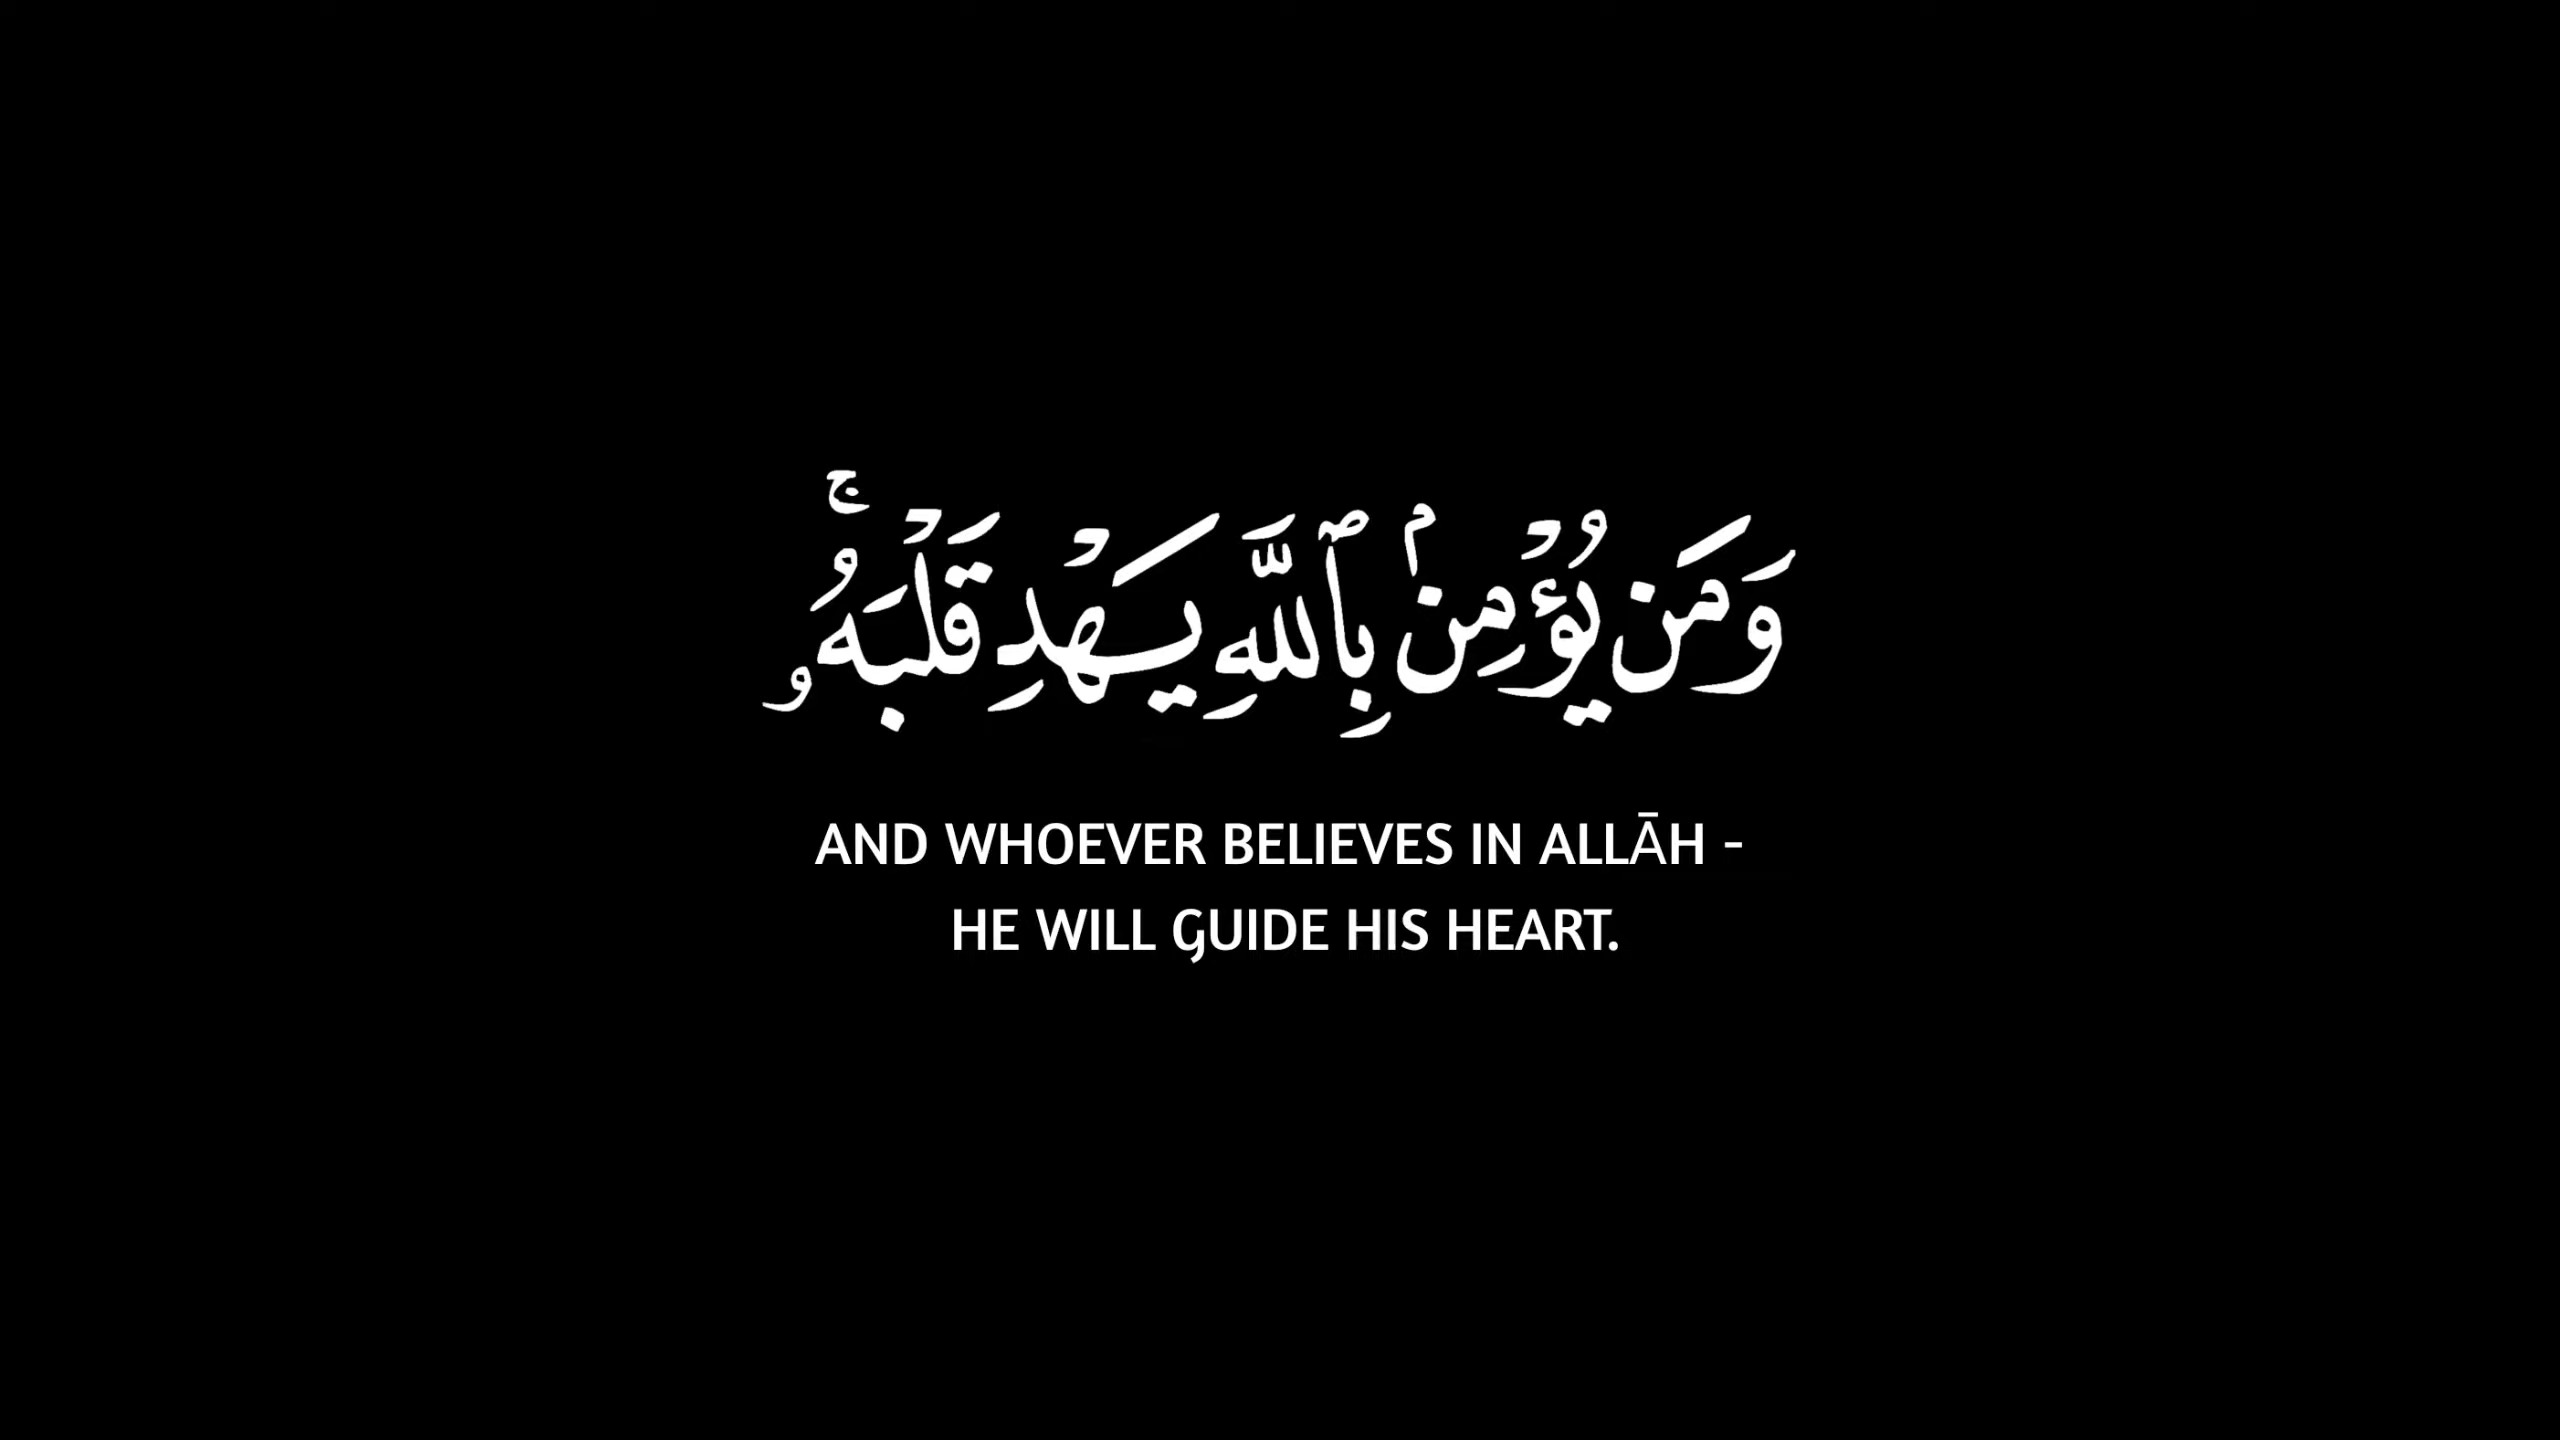 وَمَن يُؤْمِنۢ بِٱللَّهِ يَهْدِ قَلْبَهُۥ ۚ
AND WHOEVER BELIEVES IN ALLĀH -
HE WILL GUIDE HIS HEART.